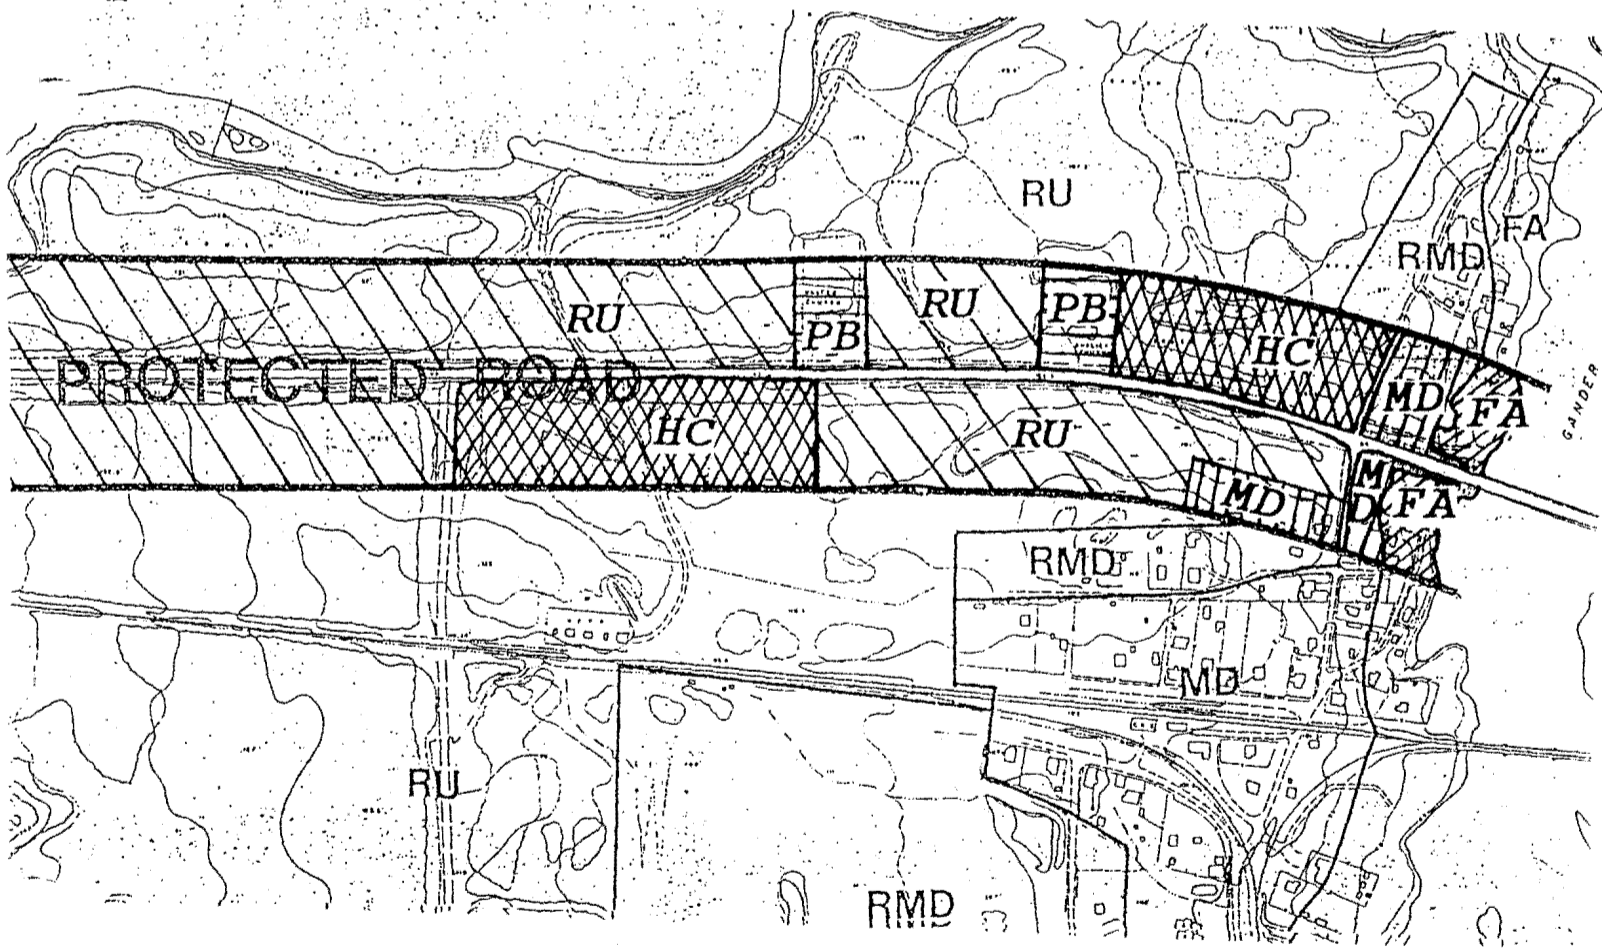 RU
FA
RMD
RU
PB
RU
PB
HC
PROTECTED ROAD
MD
FA
GANDER
HC
RU
MD
M
D
FA
RMD
MD
RU
RMD